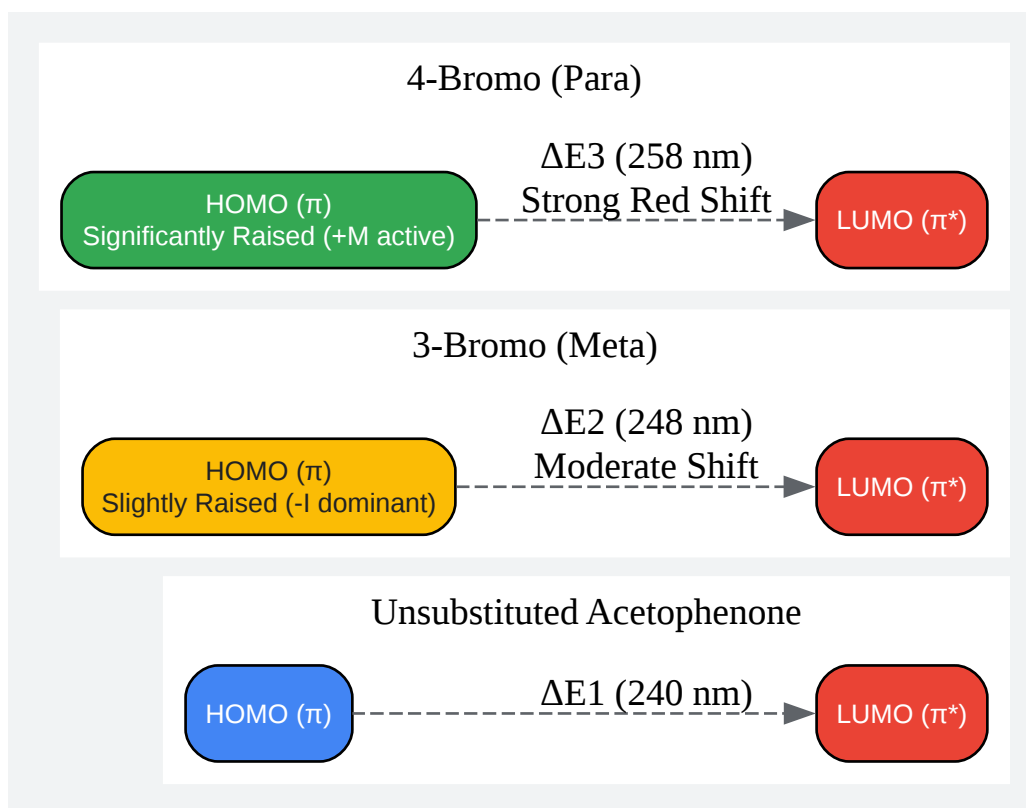 4-Bromo (Para)
ΔE3 (258 nm)
Strong Red Shift
HOMO (π)
Significantly Raised (+M active)
LUMO (π*)
3-Bromo (Meta)
ΔE2 (248 nm)
Moderate Shift
HOMO (π)
Slightly Raised (-I dominant)
LUMO (π*)
Unsubstituted Acetophenone
HOMO (π)
ΔE1 (240 nm)
LUMO (π*)